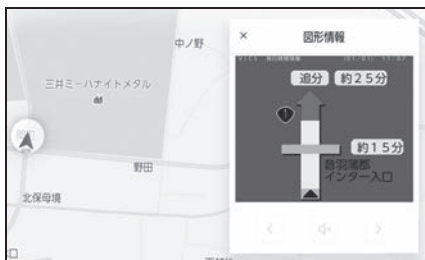 中ノ野
三井ミーハナイトメタル
野田
北保母境
×
図形情報
追分
約25分
約15分
音羽蒲郡
インター入口